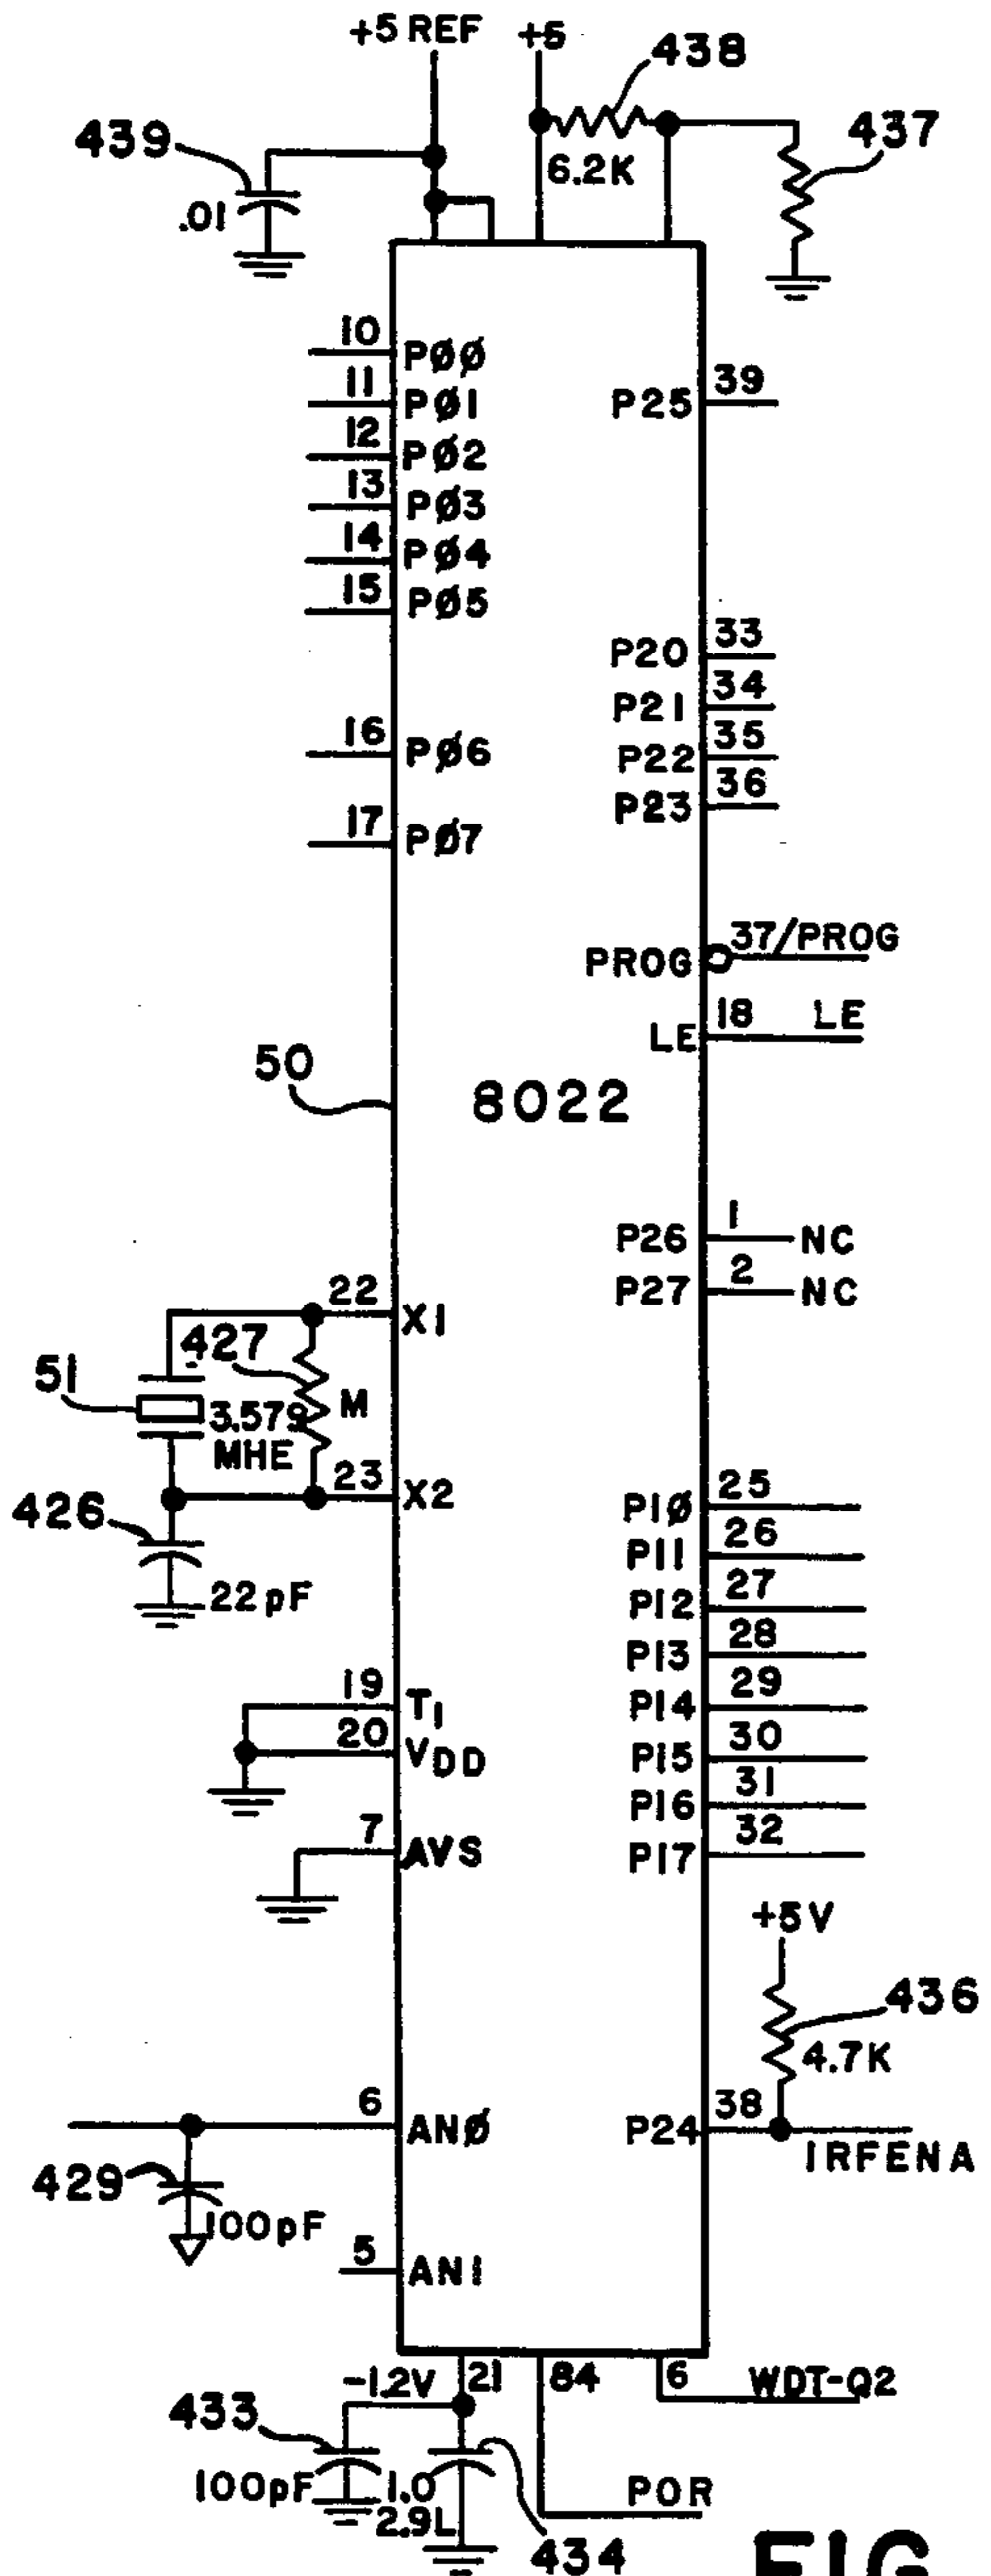 +5 REF
+5
438
439
437
6.2K
.01
10
PØØ
11
PØ1
P25
39
12
PØ2
13
PØ3
14
PØ4
15
PØ5
P20
33
P21
34
16
PØ6
P22
35
P23
36
17
PØ7
PROG
37/PROG
LE
18
LE
50
8022
P26
1
NC
P27
2
NC
22
X1
427
51
3.579
M
MHE
23
X2
426
22pF
P1Ø
25
P11
26
P12
27
P13
28
19
T1
P14
29
20
VDD
P15
30
P16
31
7
AVS
P17
32
+5V
436
4.7K
6
ANØ
P24
38
IRFENA
429
100pF
5
AN1
-1.2V
21
84
6
WDT-Q2
433
100pF
1.0
2.9L
POR
434
FIG